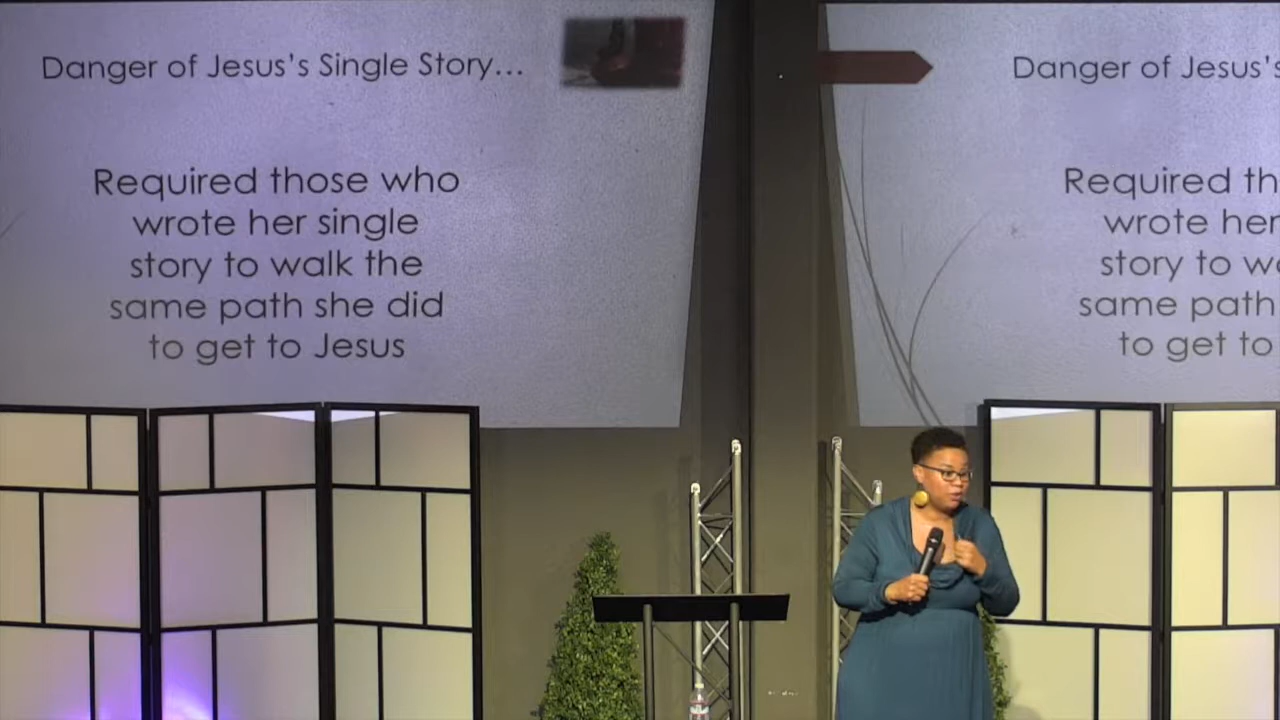 Danger of Jesus's Single Story...
Required those who
wrote her single
story to walk the
same path she did
to get to Jesus
Danger of Jesus's
Required th
wrote her
story to wa
same path
to get to